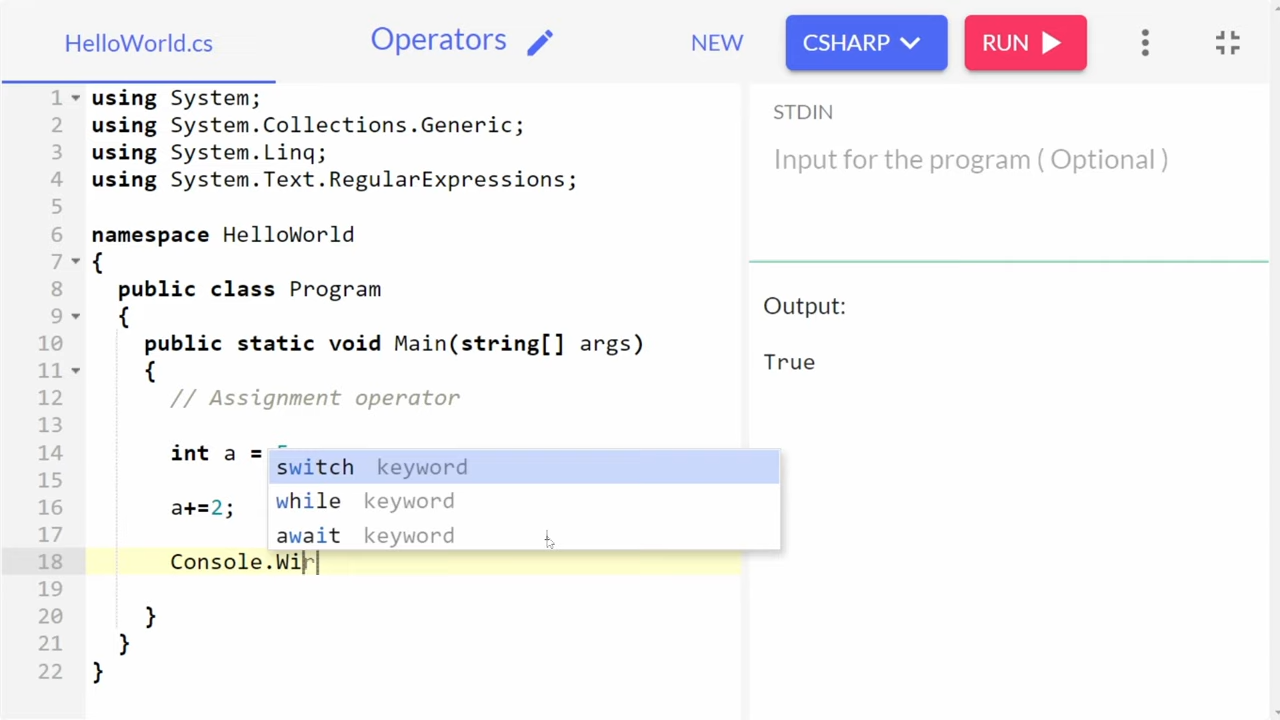 HelloWorld.cs Operators NEW CSHARP RUN
1 using System;
2 using System.Collections.Generic;
3 using System.Linq;
4 using System.Text.RegularExpressions;
5
6 namespace HelloWorld
7 {
8 public class Program
9 {
10 public static void Main(string[] args)
11 {
12 // Assignment operator
13
14 int a = 5
15
16 a+=2;
17
18 Console.Wir
19
20 }
21 }
22 }
switch keyword
while keyword
await keyword
STDIN
Input for the program ( Optional )
Output:
True